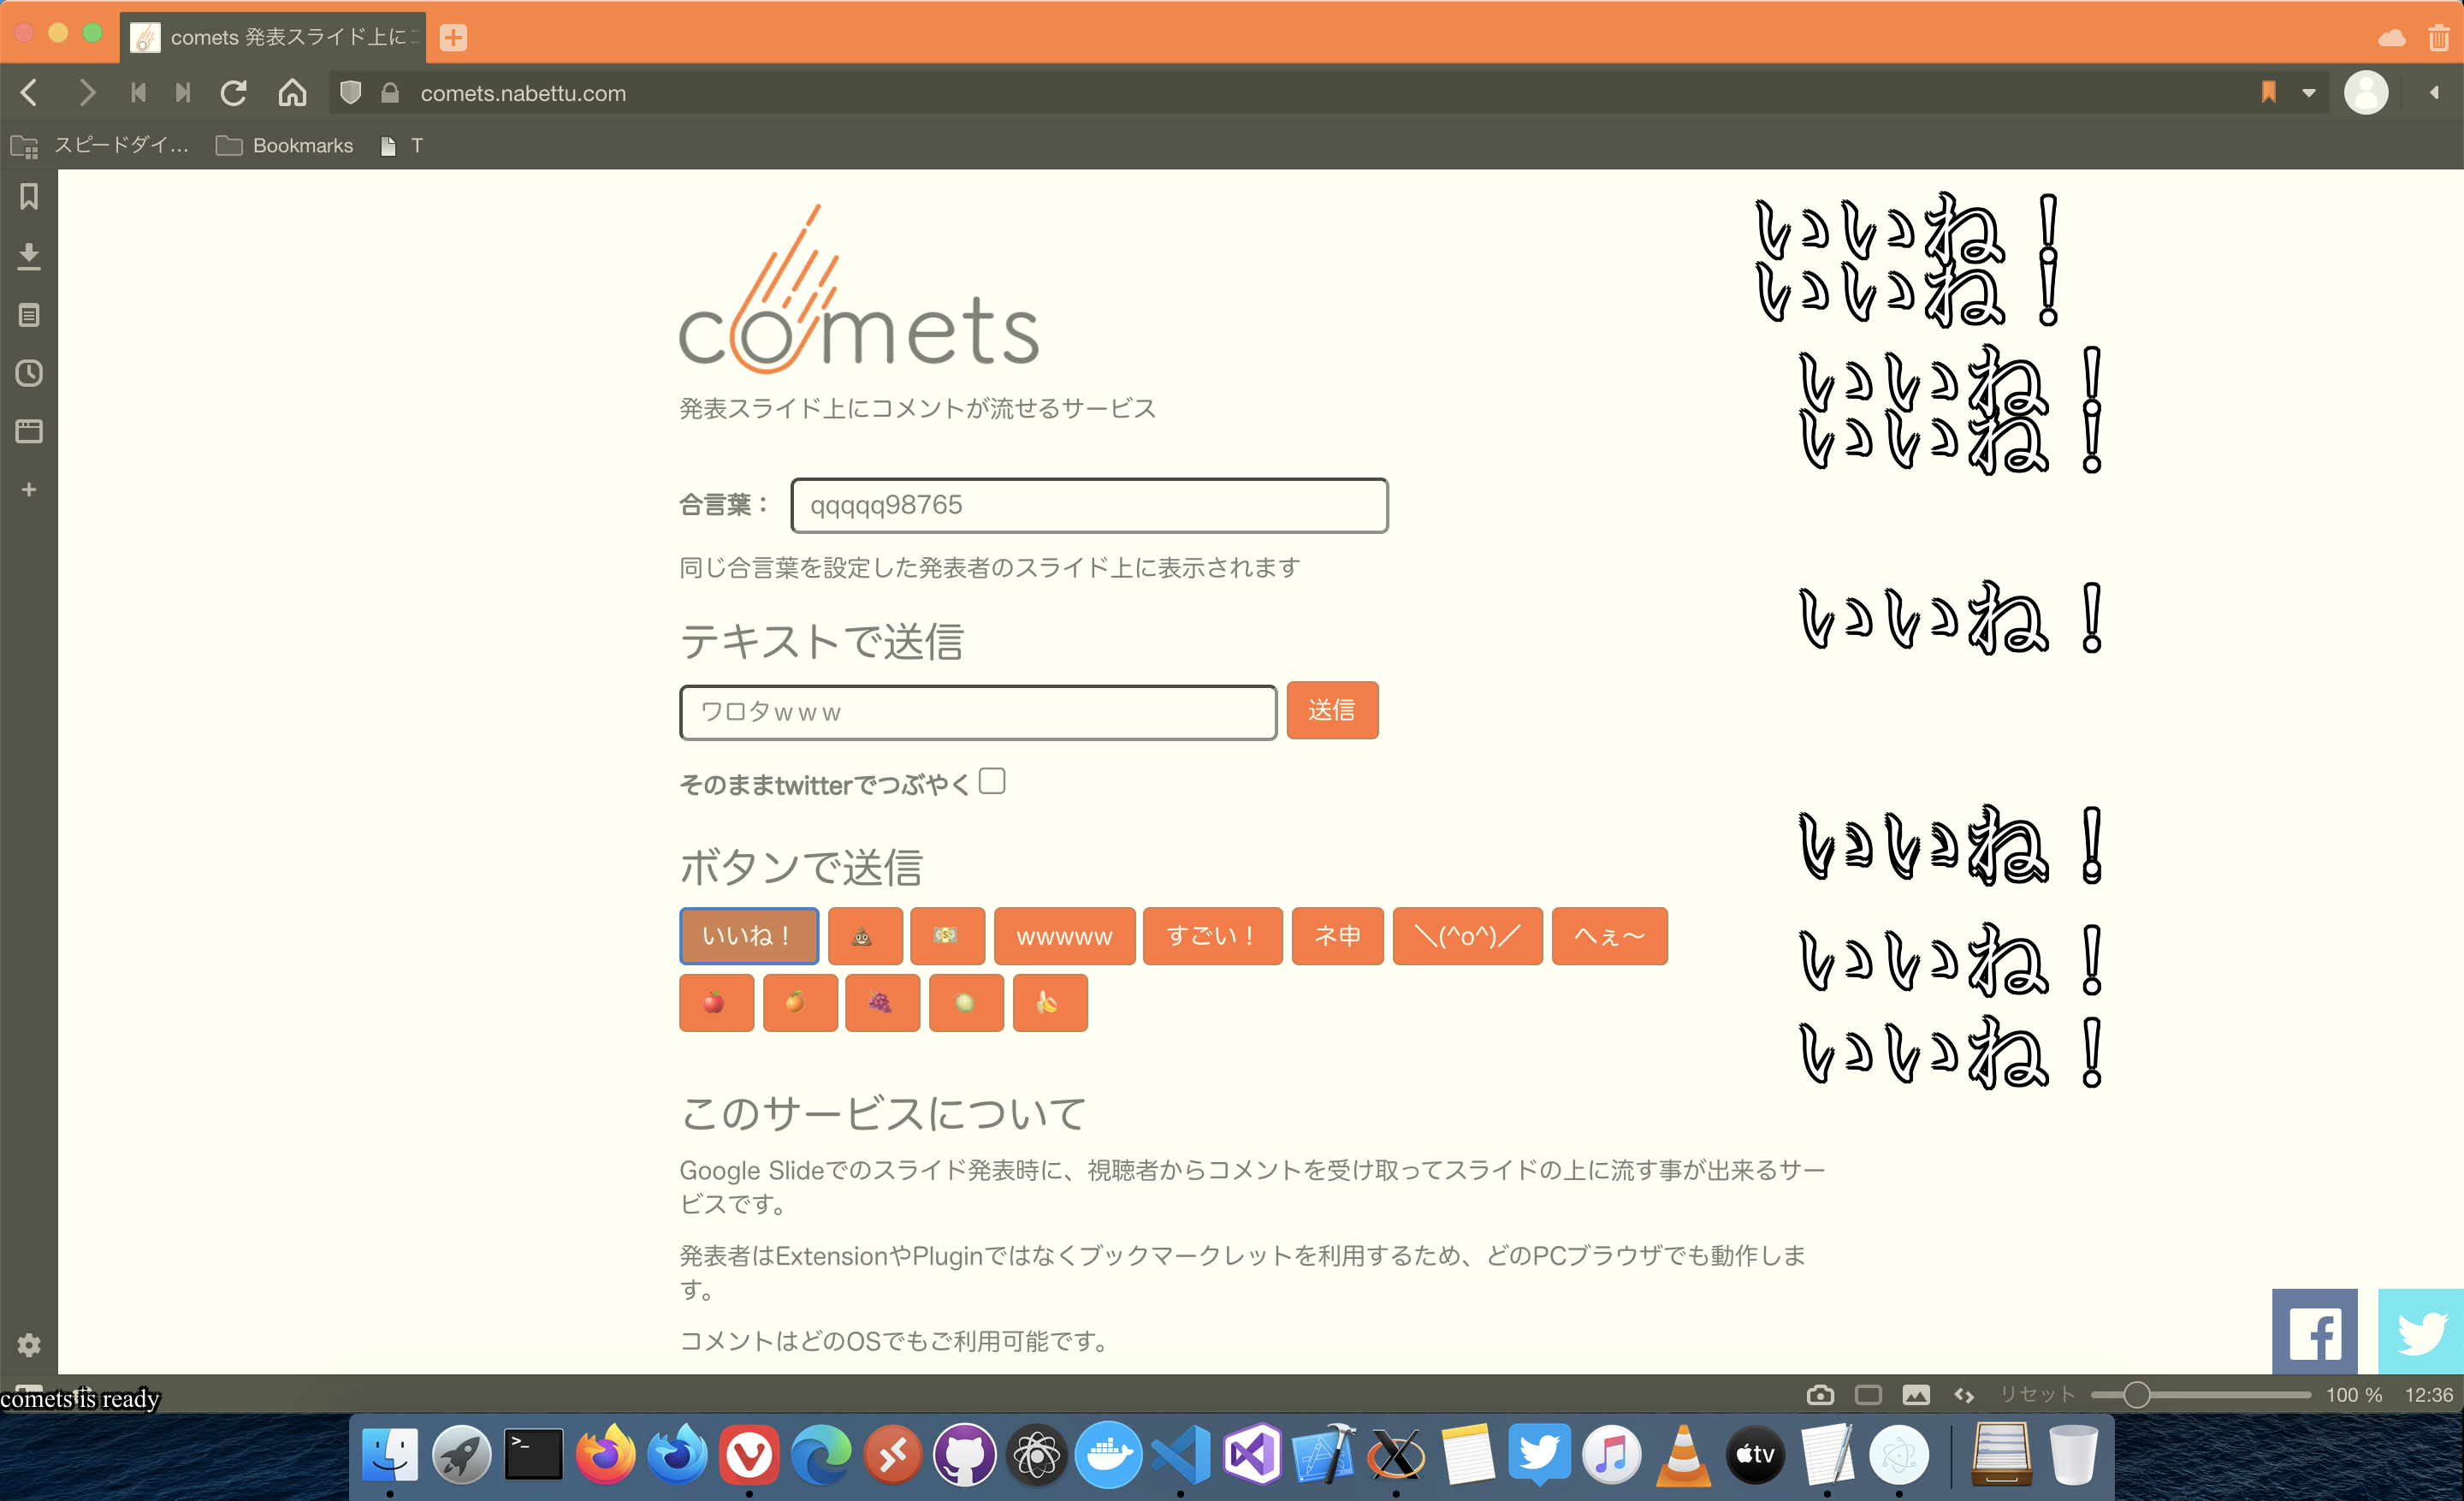 comets 発表スライド上にコ
comets.nabettu.com
スピードダイ…
Bookmarks
T
comets
発表スライド上にコメントが流せるサービス
合言葉：
qqqqq98765
同じ合言葉を設定した発表者のスライド上に表示されます
テキストで送信
ワロタｗｗｗ
送信
そのままtwitterでつぶやく
ボタンで送信
いいね！
wwwww
すごい！
ネ申
＼(^o^)／
へぇ〜
このサービスについて
Google Slideでのスライド発表時に、視聴者からコメントを受け取ってスライドの上に流す事が出来るサー
ビスです。
発表者はExtensionやPluginではなくブックマークレットを利用するため、どのPCブラウザでも動作しま
す。
コメントはどのOSでもご利用可能です。
いいね！
いいね！
いいね！
いいね！
いいね！
いいね！
いいね！
いいね！
いいね！
comets is ready
リセット
100 %
12:36
tv